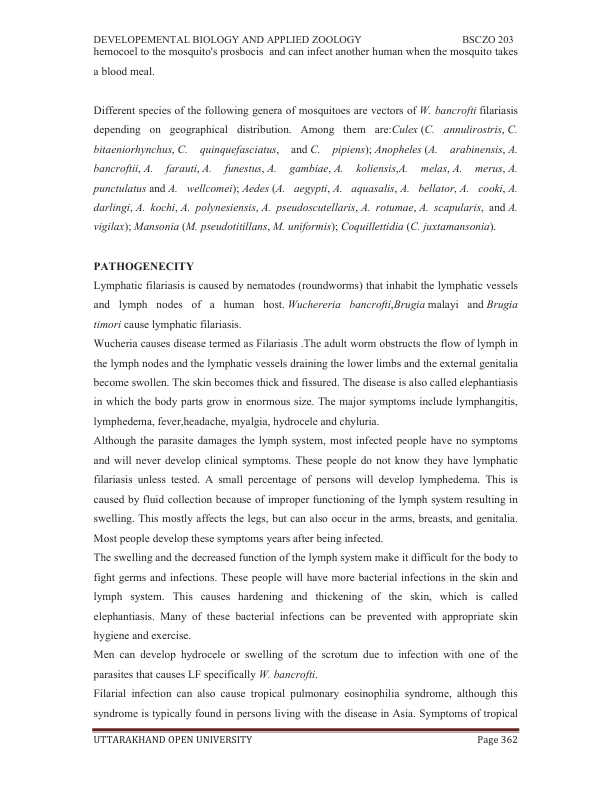 DEVELOPEMENTAL BIOLOGY AND APPLIED ZOOLOGY BSCZO 203
hemocoel to the mosquito's prosbocis and can infect another human when the mosquito takes
a blood meal.
Different species of the following genera of mosquitoes are vectors of W. bancrofti filariasis
depending on geographical distribution. Among them are:Culex (C. annulirostris, C.
bitaeniorhynchus, C. quinquefasciatus, and C. pipiens); Anopheles (A. arabinensis, A.
bancroftii, A. farauti, A. funestus, A. gambiae, A. koliensis,A. melas, A. merus, A.
punctulatus and A. wellcomei); Aedes (A. aegypti, A. aquasalis, A. bellator, A. cooki, A.
darlingi, A. kochi, A. polynesiensis, A. pseudoscutellaris, A. rotumae, A. scapularis, and A.
vigilax); Mansonia (M. pseudotitillans, M. uniformis); Coquillettidia (C. juxtamansonia).
PATHOGENECITY
Lymphatic filariasis is caused by nematodes (roundworms) that inhabit the lymphatic vessels
and lymph nodes of a human host. Wuchereria bancrofti,Brugia malayi and Brugia
timori cause lymphatic filariasis.
Wucheria causes disease termed as Filariasis .The adult worm obstructs the flow of lymph in
the lymph nodes and the lymphatic vessels draining the lower limbs and the external genitalia
become swollen. The skin becomes thick and fissured. The disease is also called elephantiasis
in which the body parts grow in enormous size. The major symptoms include lymphangitis,
lymphedema, fever,headache, myalgia, hydrocele and chyluria.
Although the parasite damages the lymph system, most infected people have no symptoms
and will never develop clinical symptoms. These people do not know they have lymphatic
filariasis unless tested. A small percentage of persons will develop lymphedema. This is
caused by fluid collection because of improper functioning of the lymph system resulting in
swelling. This mostly affects the legs, but can also occur in the arms, breasts, and genitalia.
Most people develop these symptoms years after being infected.
The swelling and the decreased function of the lymph system make it difficult for the body to
fight germs and infections. These people will have more bacterial infections in the skin and
lymph system. This causes hardening and thickening of the skin, which is called
elephantiasis. Many of these bacterial infections can be prevented with appropriate skin
hygiene and exercise.
Men can develop hydrocele or swelling of the scrotum due to infection with one of the
parasites that causes LF specifically W. bancrofti.
Filarial infection can also cause tropical pulmonary eosinophilia syndrome, although this
syndrome is typically found in persons living with the disease in Asia. Symptoms of tropical
UTTARAKHAND OPEN UNIVERSITY Page 362